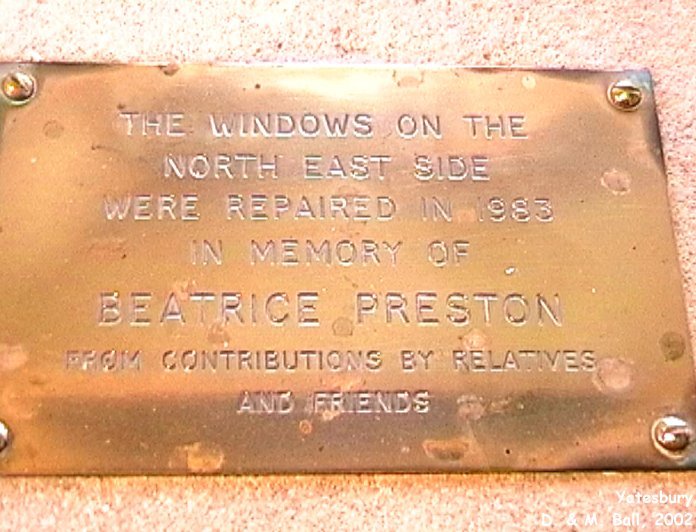 THE WINDOWS ON THE
NORTH EAST SIDE
WERE REPAIRED IN 1983
IN MEMORY OF
BEATRICE PRESTON
FROM CONTRIBUTIONS BY RELATIVES
AND FRIENDS
Yatesbury
D. & M. Ball, 2002